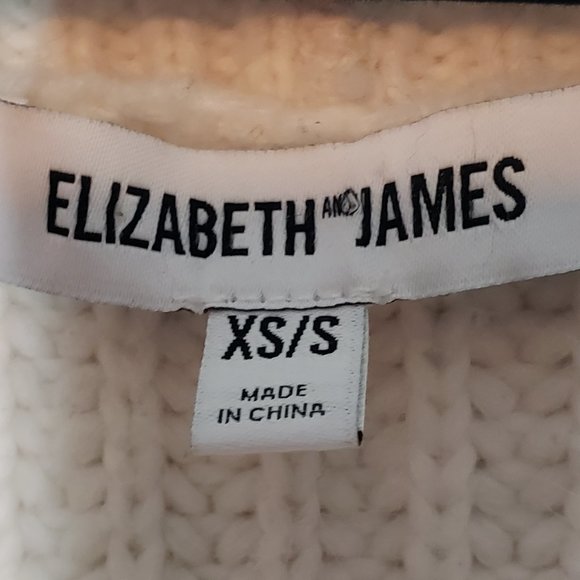 ELIZABETH AND JAMES
XS/S
MADE
IN CHINA